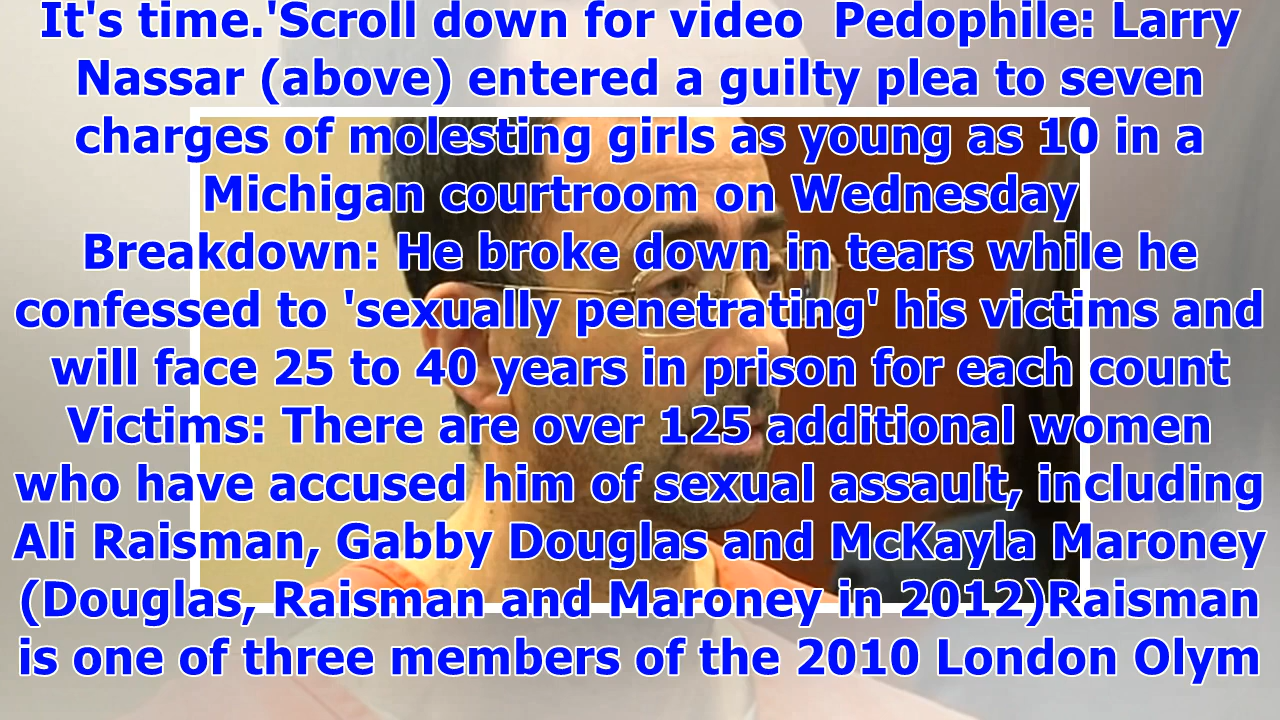 It's time.'Scroll down for video  Pedophile: Larry
Nassar (above) entered a guilty plea to seven
charges of molesting girls as young as 10 in a
Michigan courtroom on Wednesday
Breakdown: He broke down in tears while he
confessed to 'sexually penetrating' his victims and
will face 25 to 40 years in prison for each count
Victims: There are over 125 additional women
who have accused him of sexual assault, including
Ali Raisman, Gabby Douglas and McKayla Maroney
(Douglas, Raisman and Maroney in 2012)Raisman
is one of three members of the 2010 London Olym